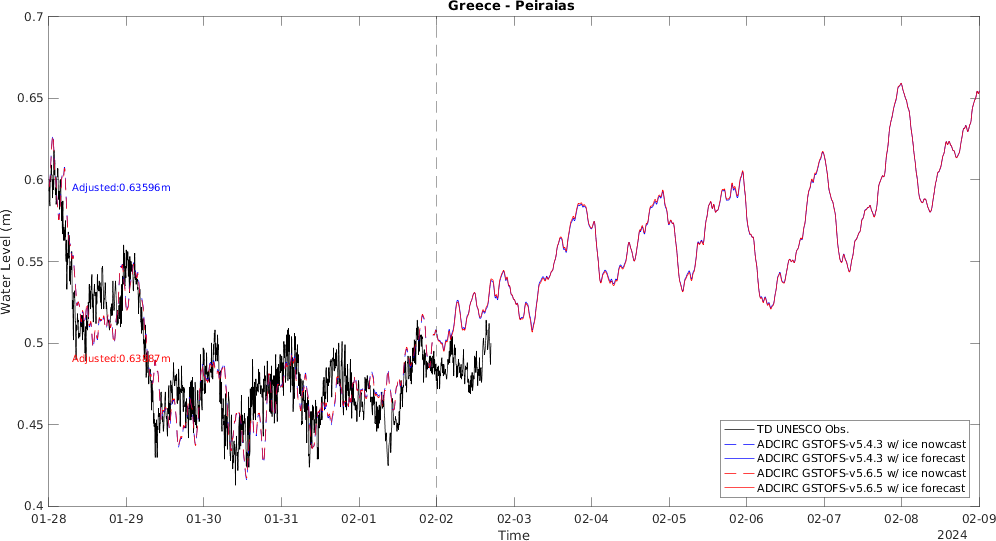 Greece - Peiraias
0.7
0.65
0.6
0.55
0.5
0.45
0.4
Water Level (m)
Adjusted:0.63596m
TD UNESCO Obs.
ADCIRC GSTOFS-v5.4.3 w/ ice nowcast
ADCIRC GSTOFS-v5.4.3 w/ ice forecast
ADCIRC GSTOFS-v5.6.5 w/ ice nowcast
ADCIRC GSTOFS-v5.6.5 w/ ice forecast
01-28 01-29 01-30 01-31 02-01 02-02 02-03 02-04 02-05 02-06 02-07 02-08 02-09
Time
2024